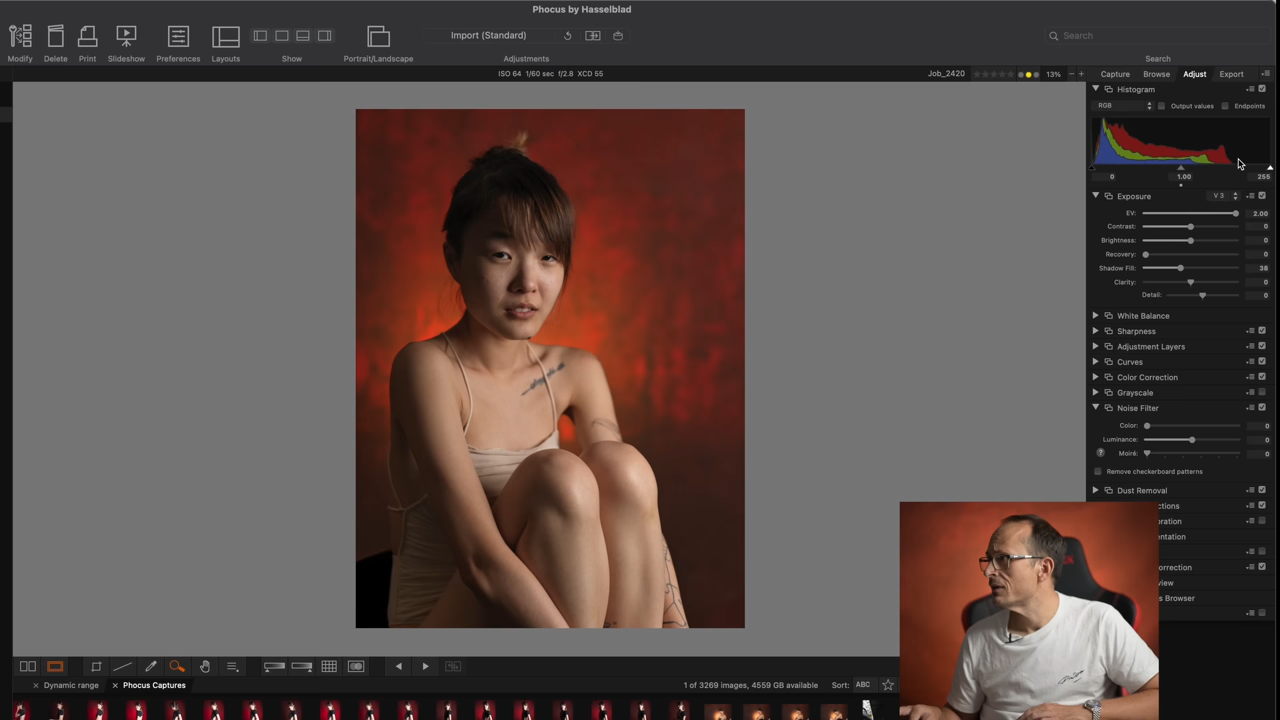 Phocus by Hasselblad
Import (Standard)
Search
Modify Delete Print Slideshow Preferences Layouts Show Portrait/Landscape Adjustments Search
ISO 64 1/60 sec f/2.8 XCD 55
Job_2420
13%
Capture Browse Adjust Export
Histogram
RGB Output values Endpoints
0 1.00 255
Exposure V 3
EV: 2.00
Contrast: 0
Brightness: 0
Recovery: 0
Shadow Fill: 38
Clarity: 0
Detail: 0
White Balance
Sharpness
Adjustment Layers
Curves
Color Correction
Grayscale
Noise Filter
Color: 0
Luminance: 0
? Moiré: 0
Remove checkerboard patterns
Dust Removal
ctions
oration
entation
orrection
view
s Browser
Dynamic range
Phocus Captures
1 of 3269 images, 4559 GB available
Sort: ABC